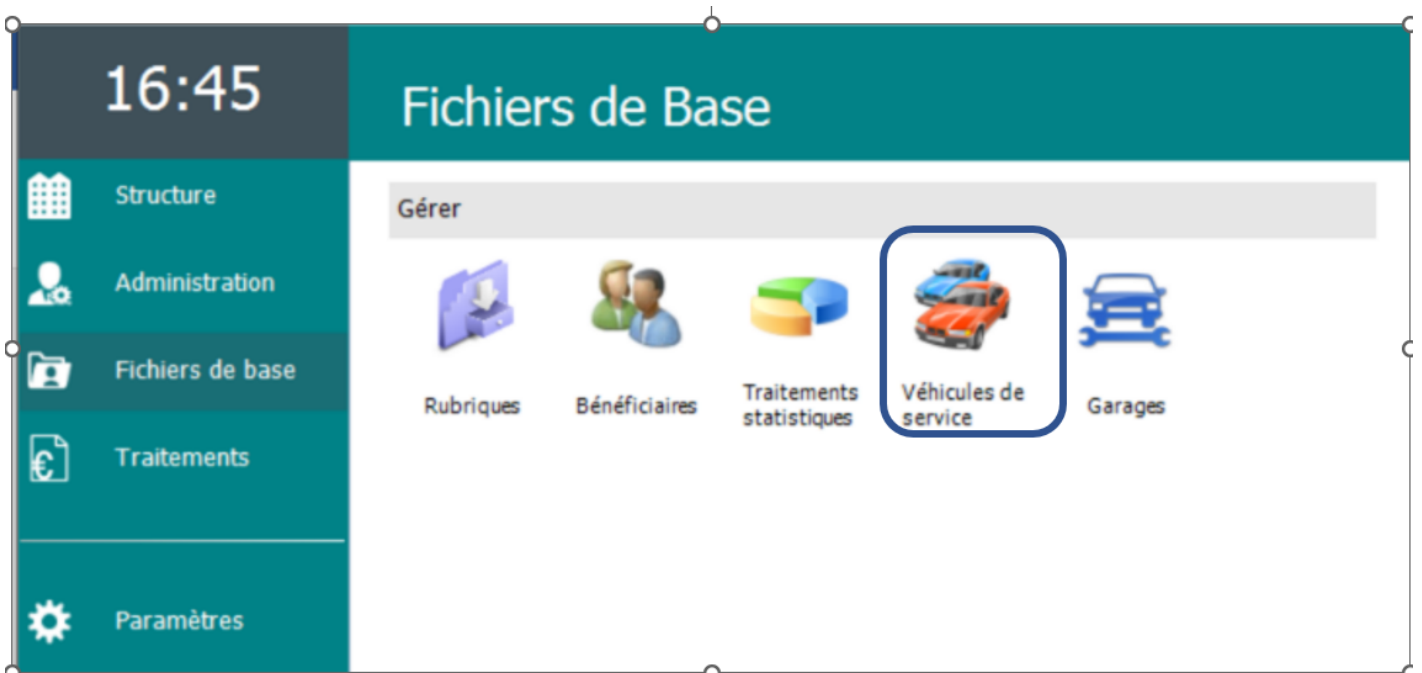 16:45
Fichiers de Base
Structure
Administration
Fichiers de base
Traitements
Paramètres
Gérer
Rubriques
Bénéficiaires
Traitements
statistiques
Véhicules de
service
Garages